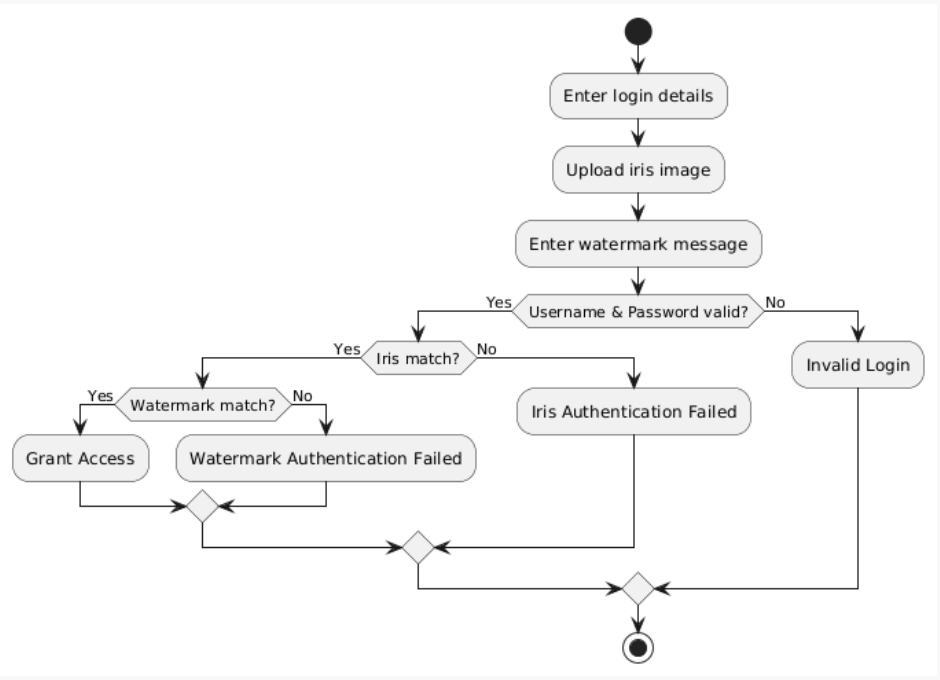 Enter login details
Upload iris image
Enter watermark message
Yes
Username & Password valid?
No
Yes
Iris match?
No
Invalid Login
Yes
Watermark match?
No
Iris Authentication Failed
Grant Access
Watermark Authentication Failed